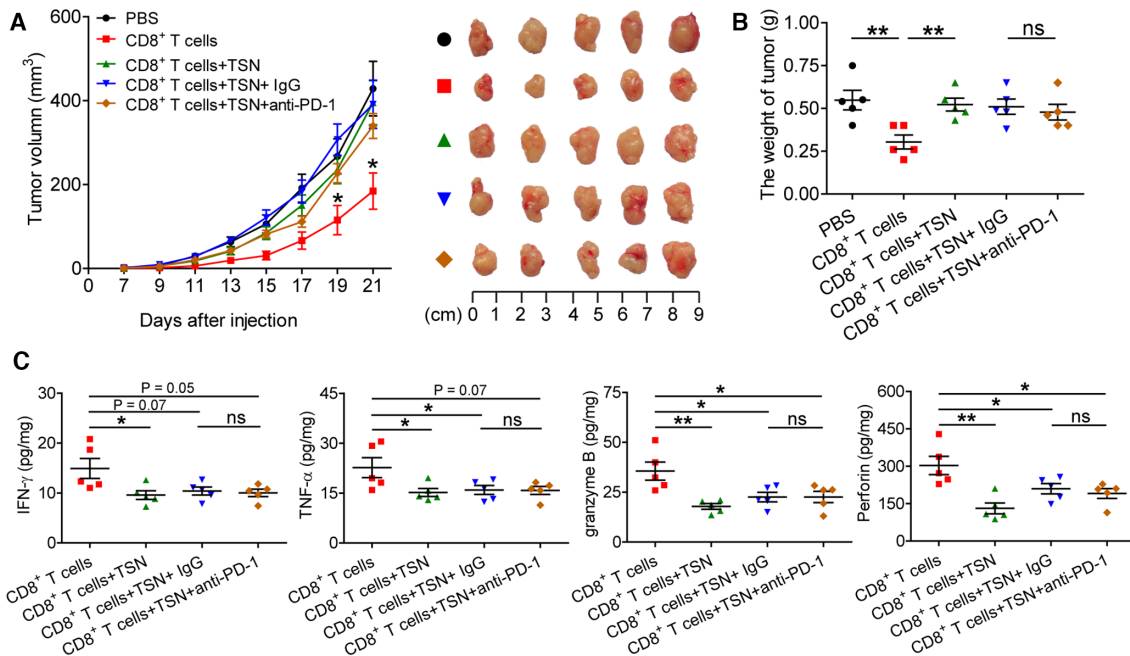 A
PBS
CD8+ T cells
CD8+ T cells+TSN
CD8+ T cells+TSN+ IgG
CD8+ T cells+TSN+anti-PD-1
Tumor volumn (mm3)
600
400
200
0
*
*
0 7 9 11 13 15 17 19 21
Days after injection
(cm) 0 1 2 3 4 5 6 7 8 9
B
The weight of tumor (g)
1.00
0.75
0.50
0.25
0.00
** ** ns
PBS
CD8+ T cells
CD8+ T cells+TSN
CD8+ T cells+TSN+ IgG
CD8+ T cells+TSN+anti-PD-1
C
IFN-γ (pg/mg)
30
20
10
0
P = 0.05
P = 0.07
* ns
CD8+ T cells
CD8+ T cells+TSN
CD8+ T cells+TSN+ IgG
CD8+ T cells+TSN+anti-PD-1
TNF-α (pg/mg)
45
30
15
0
P = 0.07
*
* ns
CD8+ T cells
CD8+ T cells+TSN
CD8+ T cells+TSN+ IgG
CD8+ T cells+TSN+anti-PD-1
granzyme B (pg/mg)
75
50
25
0
*
*
** ns
CD8+ T cells
CD8+ T cells+TSN
CD8+ T cells+TSN+ IgG
CD8+ T cells+TSN+anti-PD-1
Perforin (pg/mg)
600
450
300
150
0
*
*
** ns
CD8+ T cells
CD8+ T cells+TSN
CD8+ T cells+TSN+ IgG
CD8+ T cells+TSN+anti-PD-1